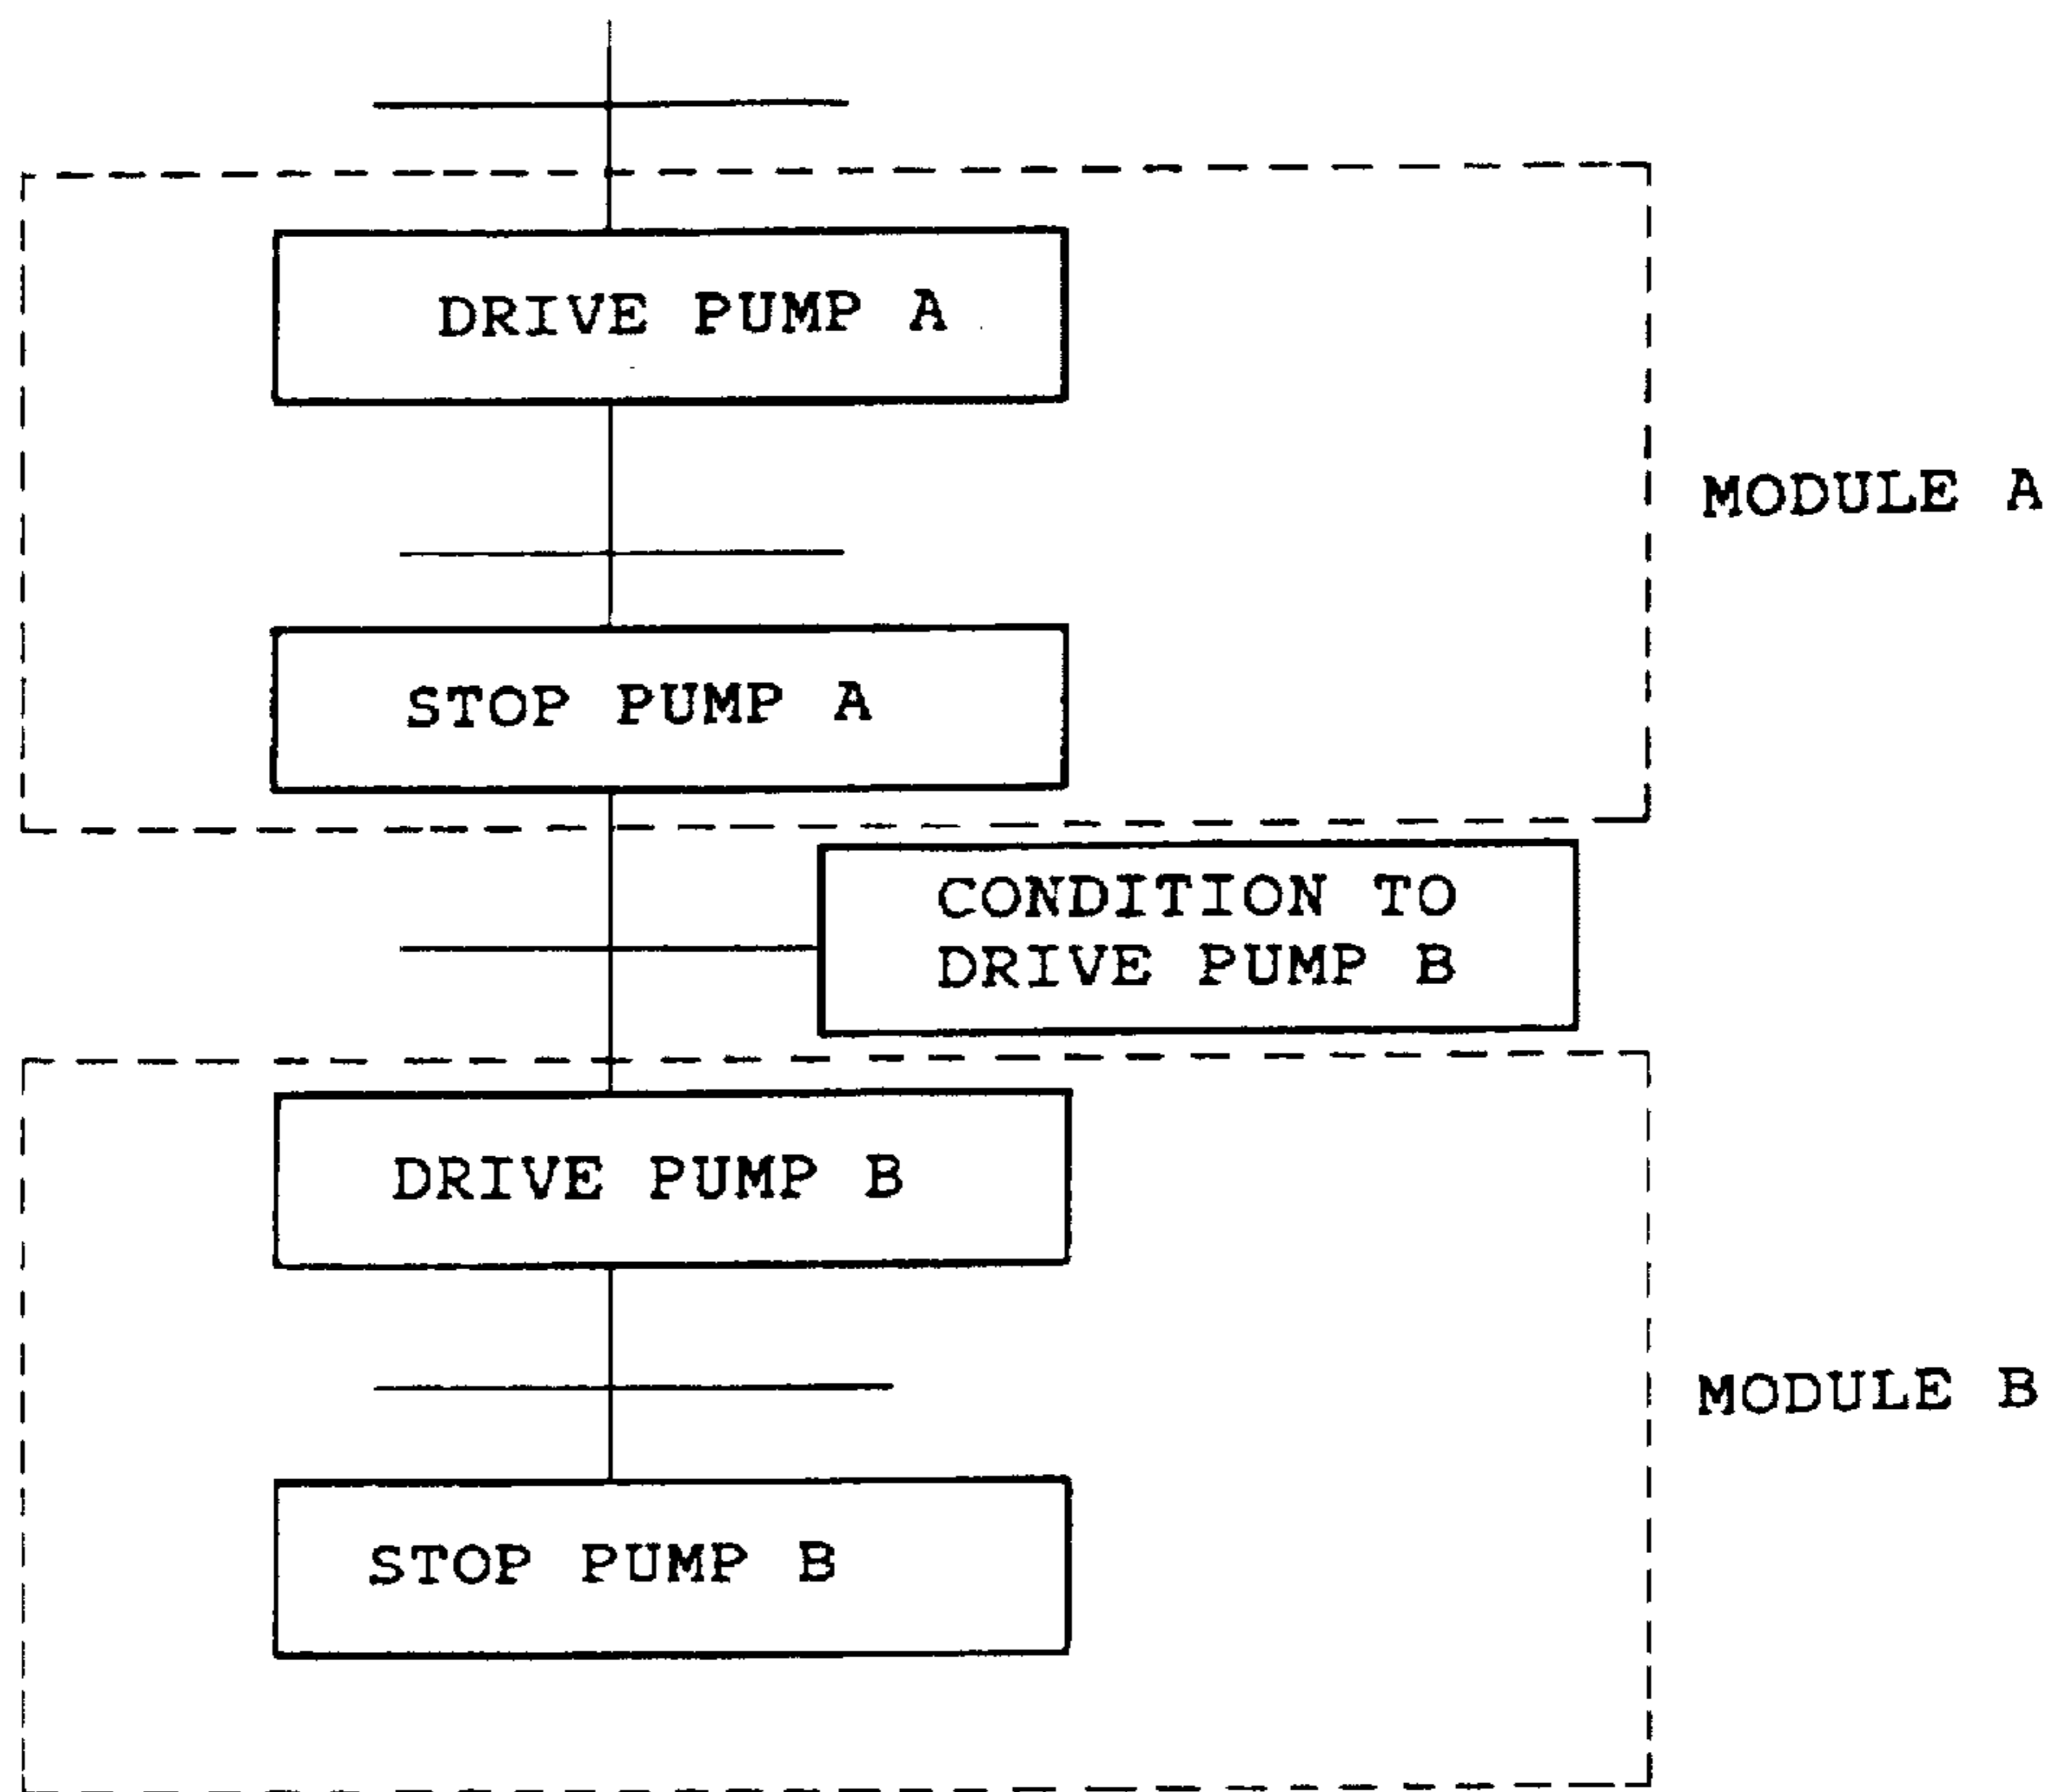 DRIVE PUMP A
MODULE A
STOP PUMP A
CONDITION TO
DRIVE PUMP B
DRIVE PUMP B
MODULE B
STOP PUMP B